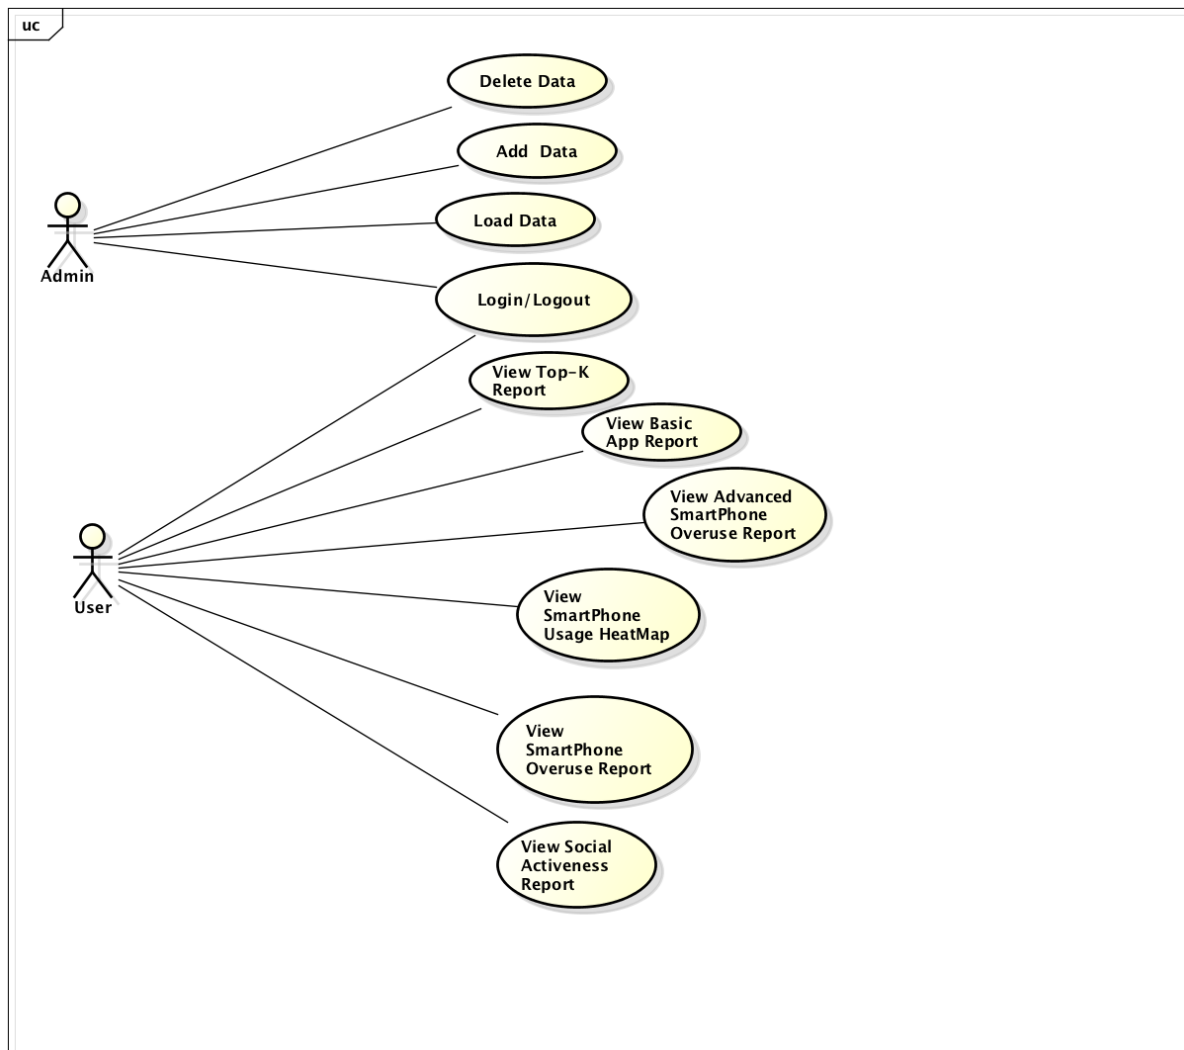 uc
Delete Data
Add  Data
Load Data
Admin
Login/Logout
View Top-K
Report
View Basic
App Report
View Advanced
SmartPhone
Overuse Report
User
View
SmartPhone
Usage HeatMap
View
SmartPhone
Overuse Report
View Social
Activeness
Report